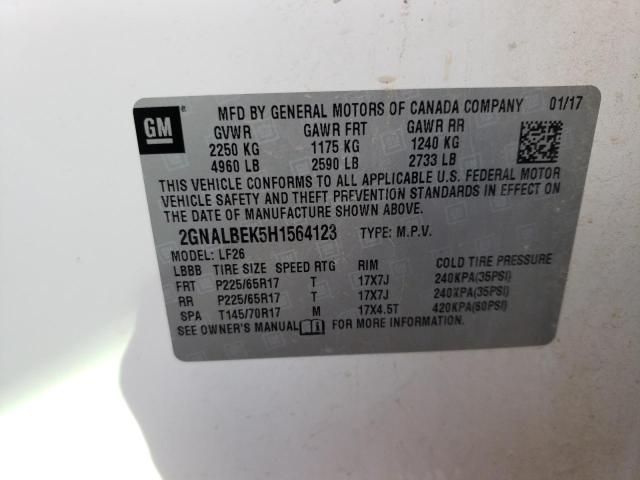 GM
MFD BY GENERAL MOTORS OF CANADA COMPANY 01/17
GVWR GAWR FRT GAWR RR
2250 KG 1175 KG 1240 KG
4960 LB 2590 LB 2733 LB
THIS VEHICLE CONFORMS TO ALL APPLICABLE U.S. FEDERAL MOTOR
VEHICLE SAFETY AND THEFT PREVENTION STANDARDS IN EFFECT ON
THE DATE OF MANUFACTURE SHOWN ABOVE.
2GNALBEK5H1564123 TYPE: M.P.V.
MODEL: LF26
LBBB TIRE SIZE SPEED RTG RIM COLD TIRE PRESSURE
FRT P225/65R17 T 17X7J 240KPA(35PSI)
RR P225/65R17 T 17X7J 240KPA(35PSI)
SPA T145/70R17 M 17X4.5T 420KPA(60PSI)
SEE OWNER'S MANUAL FOR MORE INFORMATION.